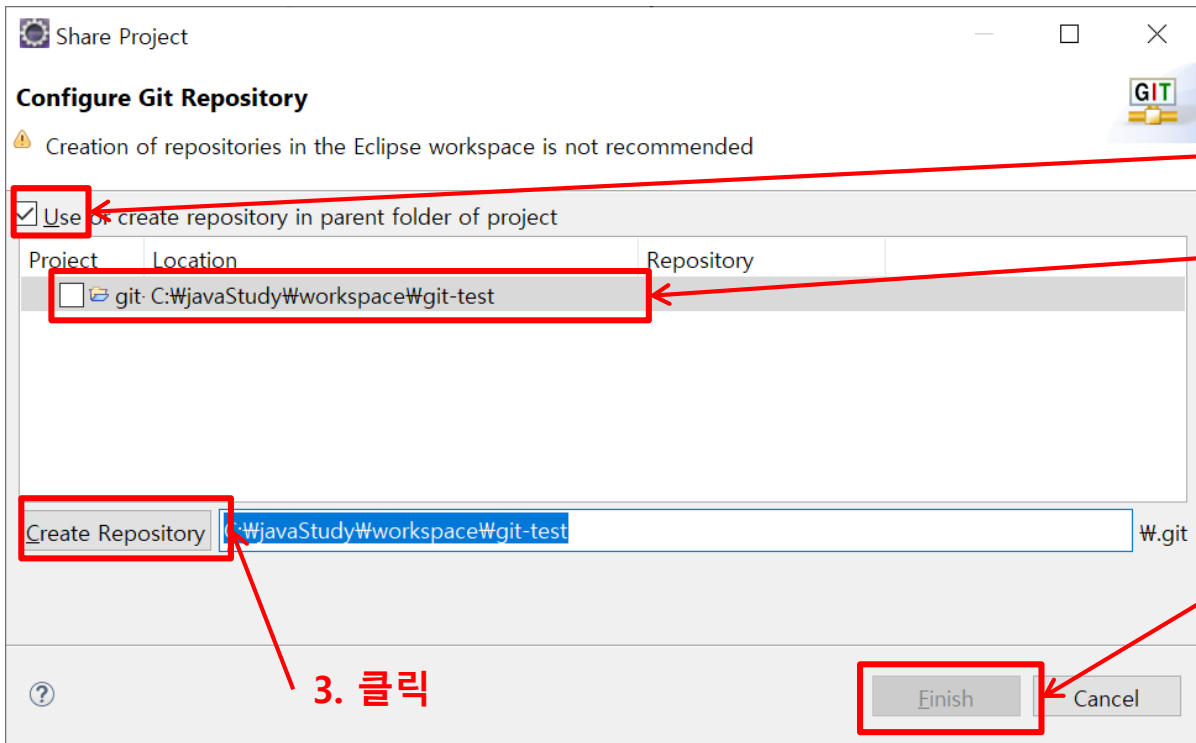 Share Project
Configure Git Repository
GIT
Creation of repositories in the Eclipse workspace is not recommended
Use or create repository in parent folder of project
Project Location Repository
git- C:₩javaStudy₩workspace₩git-test
Create Repository C:₩javaStudy₩workspace₩git-test ₩.git
3. 클릭
? Finish Cancel